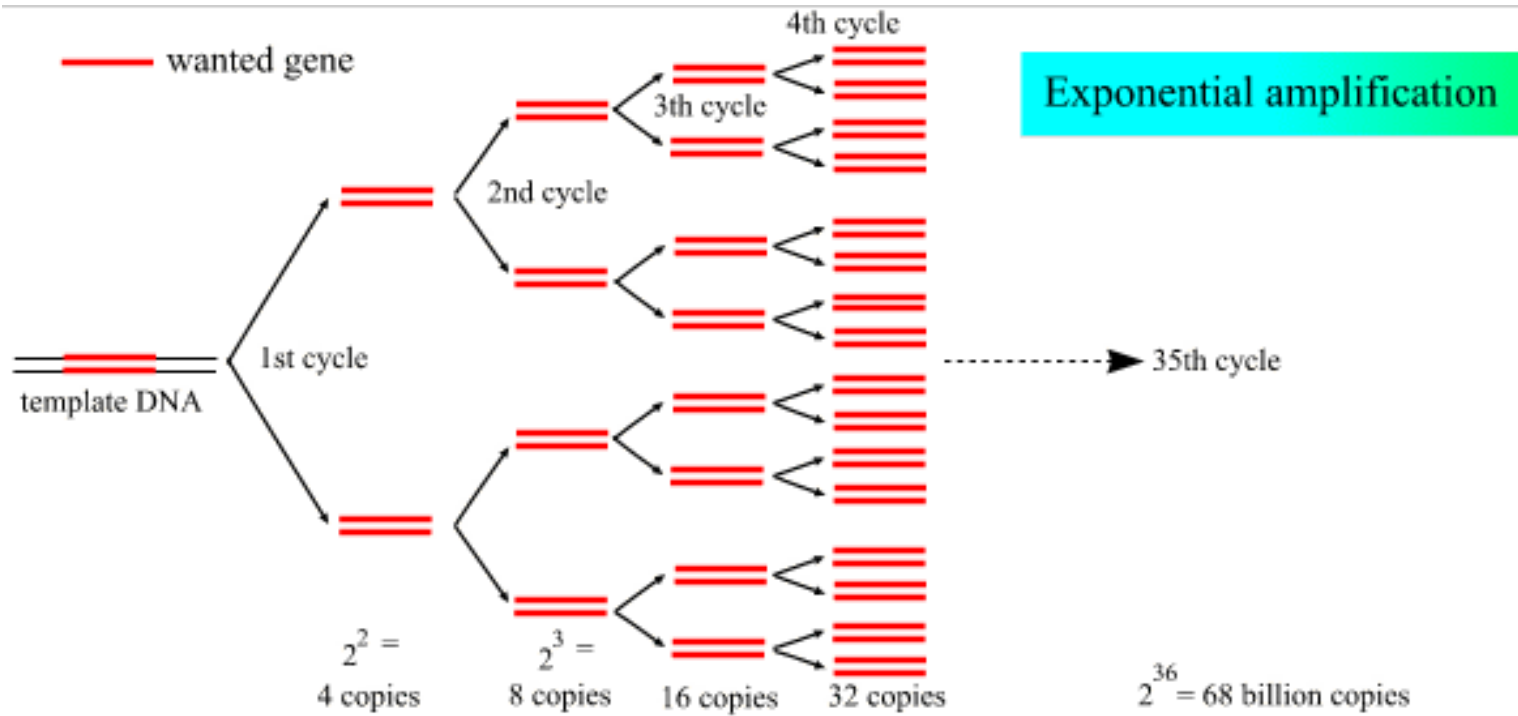 4th cycle
wanted gene
Exponential amplification
3th cycle
2nd cycle
1st cycle
35th cycle
template DNA
2^2 =
4 copies
2^3 =
8 copies
16 copies
32 copies
2^36 = 68 billion copies